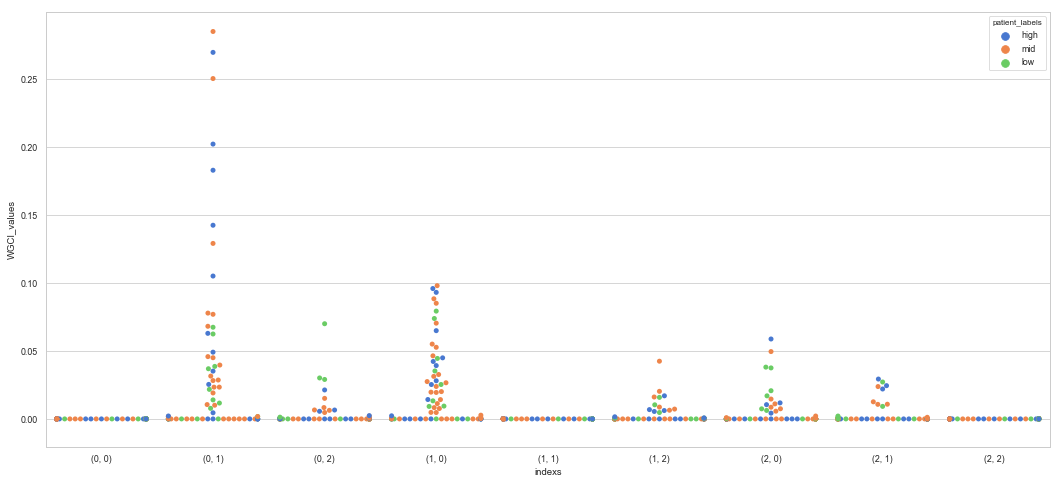 patient_labels
high
mid
low
WGCI_values
0.25
0.20
0.15
0.10
0.05
0.00
(0, 0) (0, 1) (0, 2) (1, 0) (1, 1) (1, 2) (2, 0) (2, 1) (2, 2)
indexs